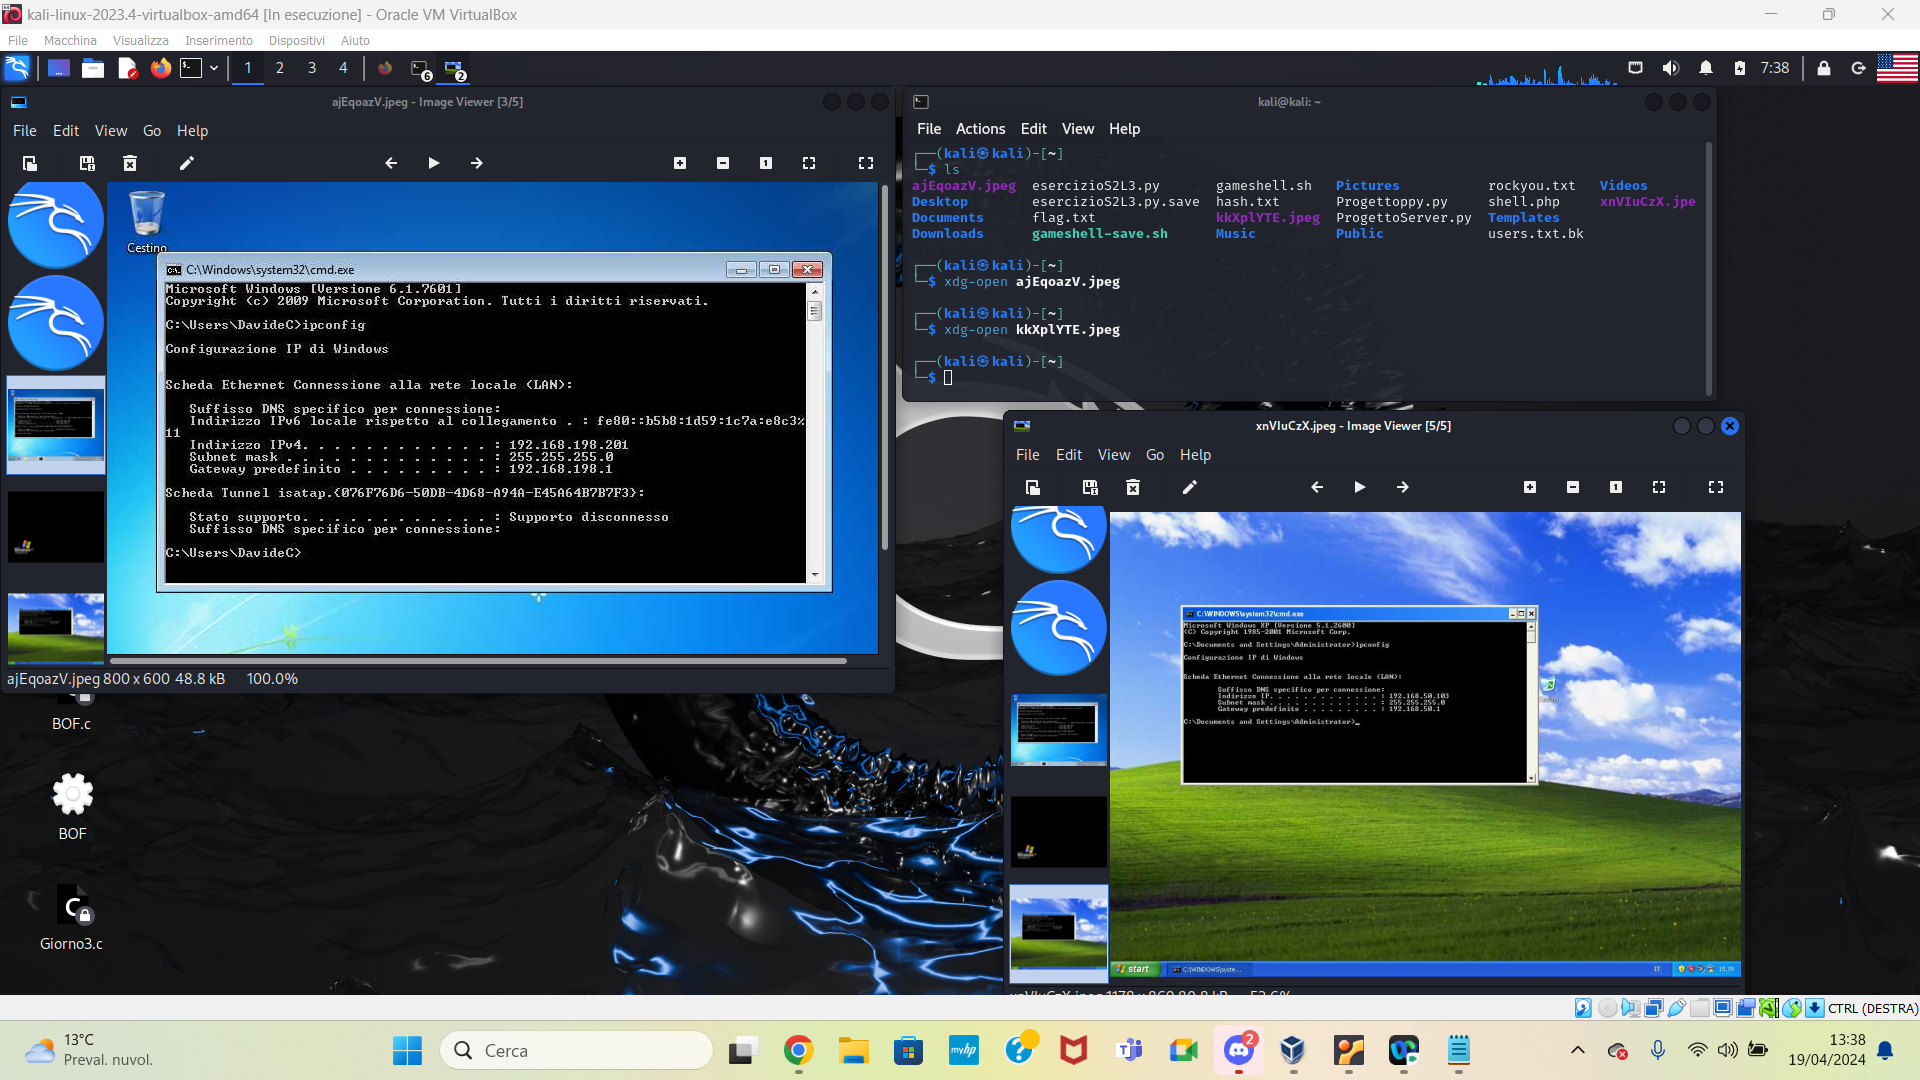 kali-linux-2023.4-virtualbox-amd64 [In esecuzione] - Oracle VM VirtualBox
File Macchina Visualizza Inserimento Dispositivi Aiuto
1 2 3 4 6 2 7:38
ajEqoazV.jpeg - Image Viewer [3/5]
File Edit View Go Help
Cestino
C:\Windows\system32\cmd.exe
Microsoft Windows [Versione 6.1.7601]
Copyright (c) 2009 Microsoft Corporation. Tutti i diritti riservati.
C:\Users\DavideC>ipconfig
Configurazione IP di Windows
Scheda Ethernet Connessione alla rete locale (LAN):
Suffisso DNS specifico per connessione:
Indirizzo IPv6 locale rispetto al collegamento . : fe80::b5b8:1d59:1c7a:e8c3%
11
Indirizzo IPv4. . . . . . . . . . . . : 192.168.198.201
Subnet mask . . . . . . . . . . . . . : 255.255.255.0
Gateway predefinito . . . . . . . . . : 192.168.198.1
Scheda Tunnel isatap.{076F76D6-50DB-4D68-A94A-E45A64B7B7F3}:
Stato supporto. . . . . . . . . . . . : Supporto disconnesso
Suffisso DNS specifico per connessione:
C:\Users\DavideC>
ajEqoazV.jpeg 800 x 600 48.8 kB 100.0%
kali@kali: ~
File Actions Edit View Help
┌──(kali㉿kali)-[~]
└─$ ls
ajEqoazV.jpeg esercizioS2L3.py gameshell.sh Pictures rockyou.txt Videos
Desktop esercizioS2L3.py.save hash.txt Progettoppy.py shell.php xnVIuCzX.jpe
Documents flag.txt kkXplYTE.jpeg ProgettoServer.py Templates
Downloads gameshell-save.sh Music Public users.txt.bk
┌──(kali㉿kali)-[~]
└─$ xdg-open ajEqoazV.jpeg
┌──(kali㉿kali)-[~]
└─$ xdg-open kkXplYTE.jpeg
┌──(kali㉿kali)-[~]
└─$
xnVIuCzX.jpeg - Image Viewer [5/5]
File Edit View Go Help
C:\WINDOWS\system32\cmd.exe
Microsoft Windows XP [Versione 5.1.2600]
(C) Copyright 1985-2001 Microsoft Corp.
C:\Documents and Settings\Administrator>ipconfig
Configurazione IP di Windows
Scheda Ethernet Connessione alla rete locale (LAN):
Suffisso DNS specifico per connessione:
Indirizzo IP. . . . . . . . . . . . : 192.168.50.103
Subnet mask . . . . . . . . . . . . : 255.255.255.0
Gateway predefinito . . . . . . . . : 192.168.50.1
C:\Documents and Settings\Administrator>_
start C:\WINDOWS\syste... IT 15.39
BOF.c
BOF
Giorno3.c
CTRL (DESTRA)
13°C
Preval. nuvol.
Cerca
myhp
2
13:38
19/04/2024